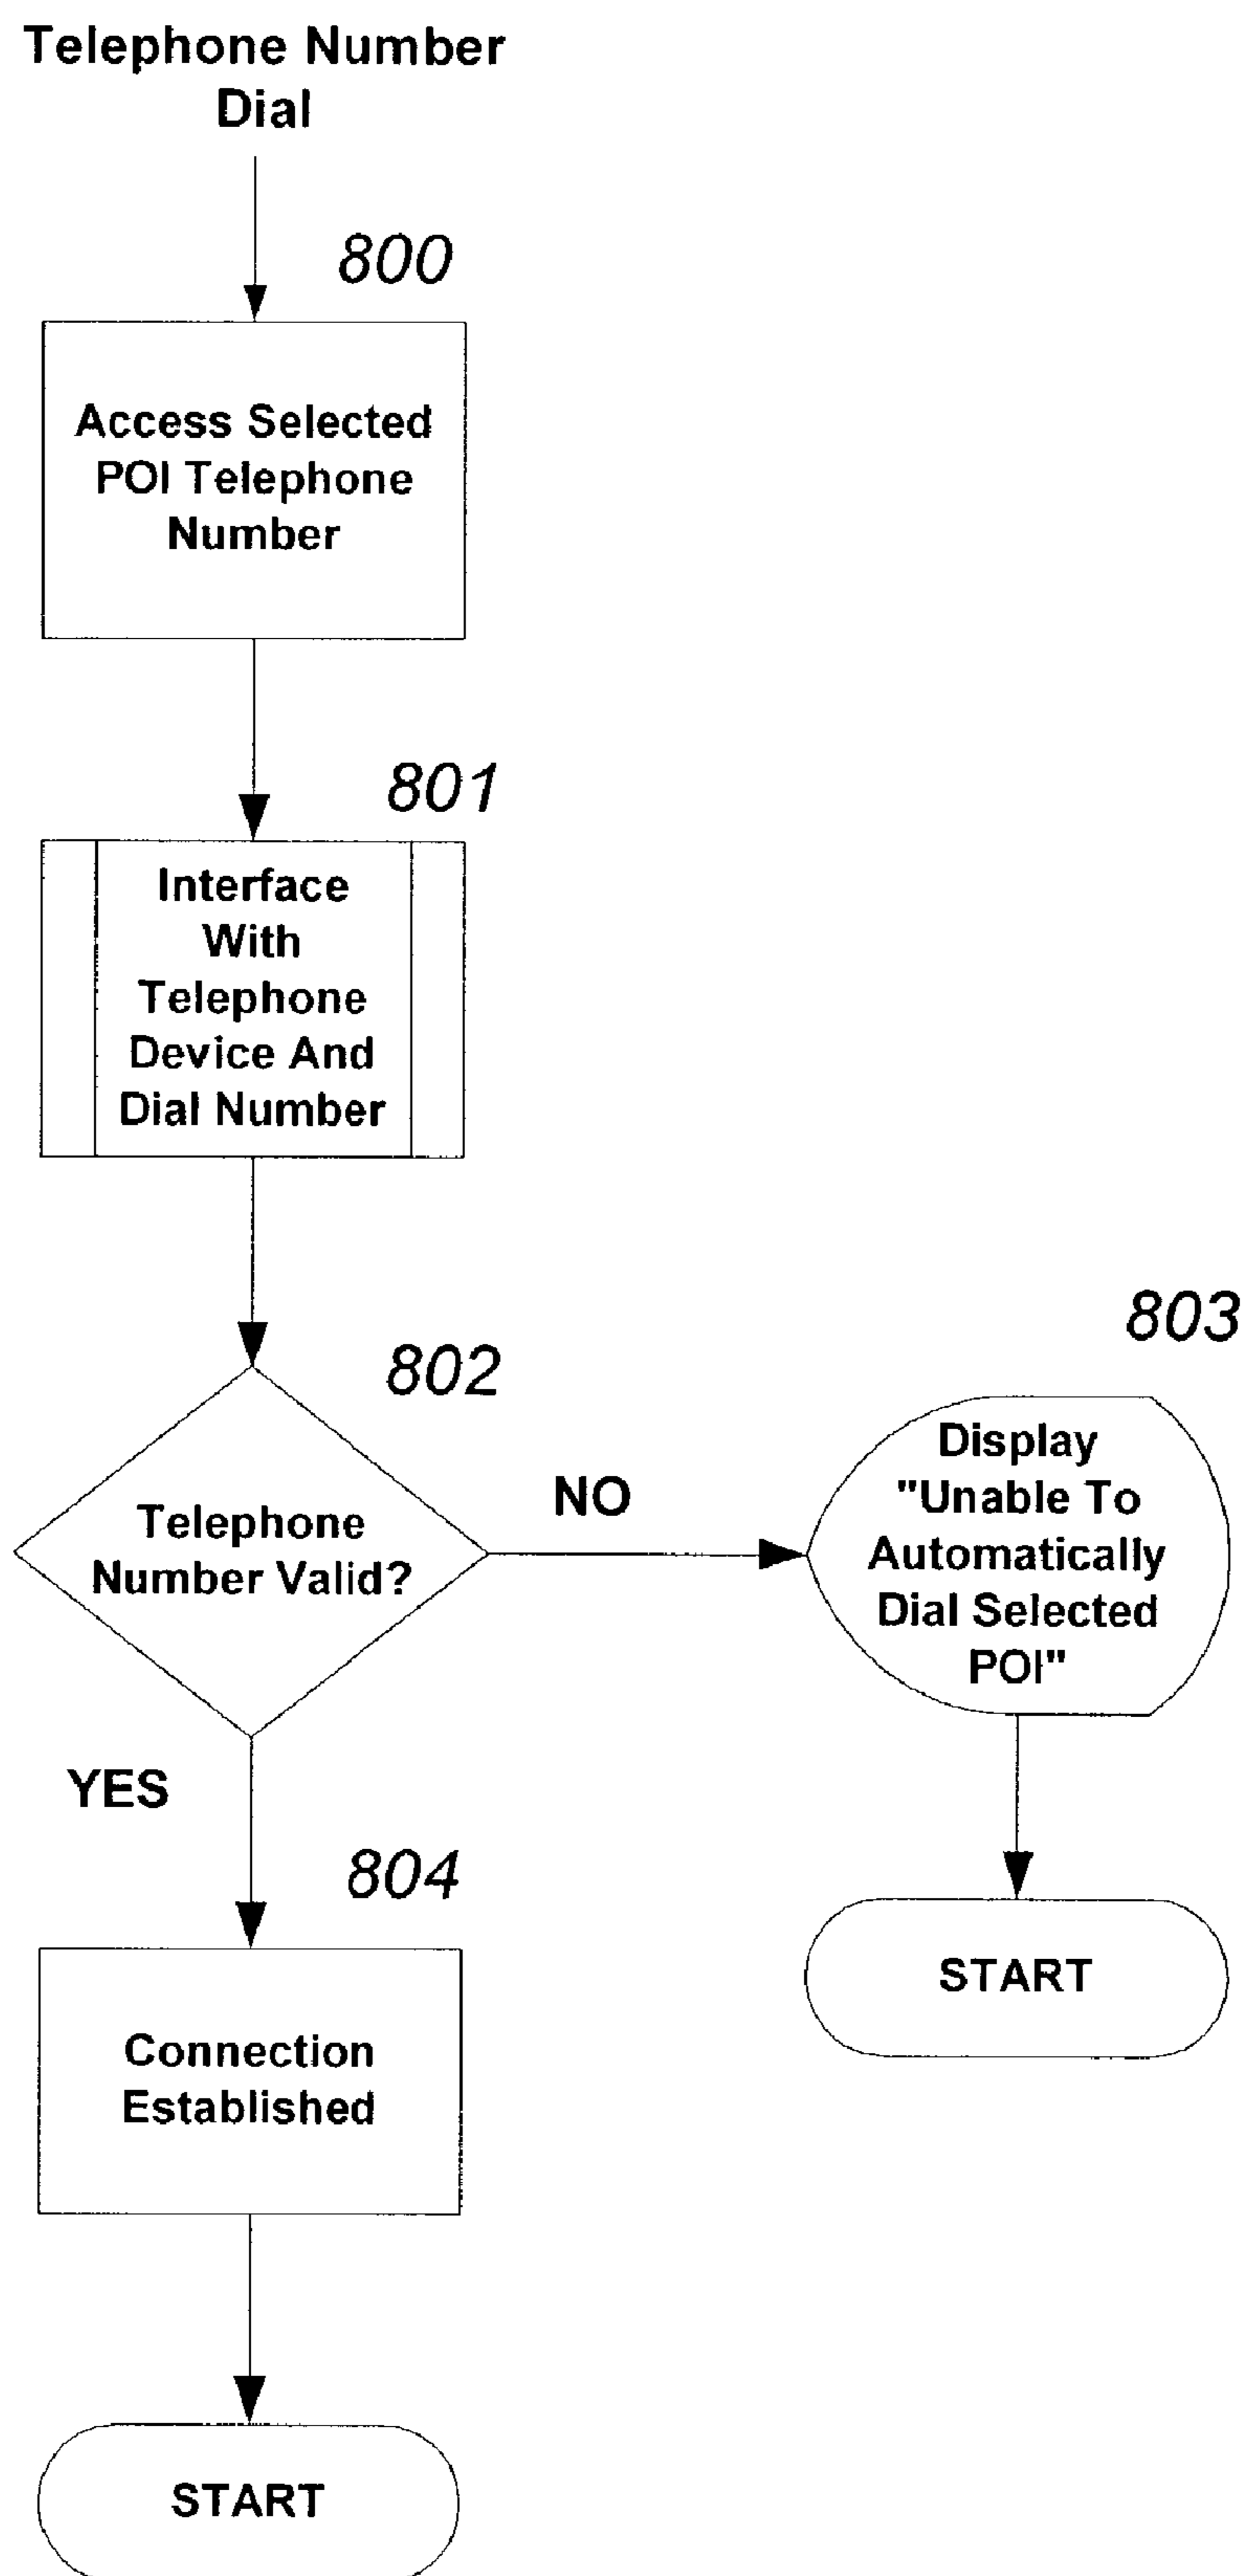 Telephone Number
Dial
800
Access Selected
POI Telephone
Number
801
Interface
With
Telephone
Device And
Dial Number
802
Telephone
Number Valid?
NO
803
Display
"Unable To
Automatically
Dial Selected
POI"
START
YES
804
Connection
Established
START